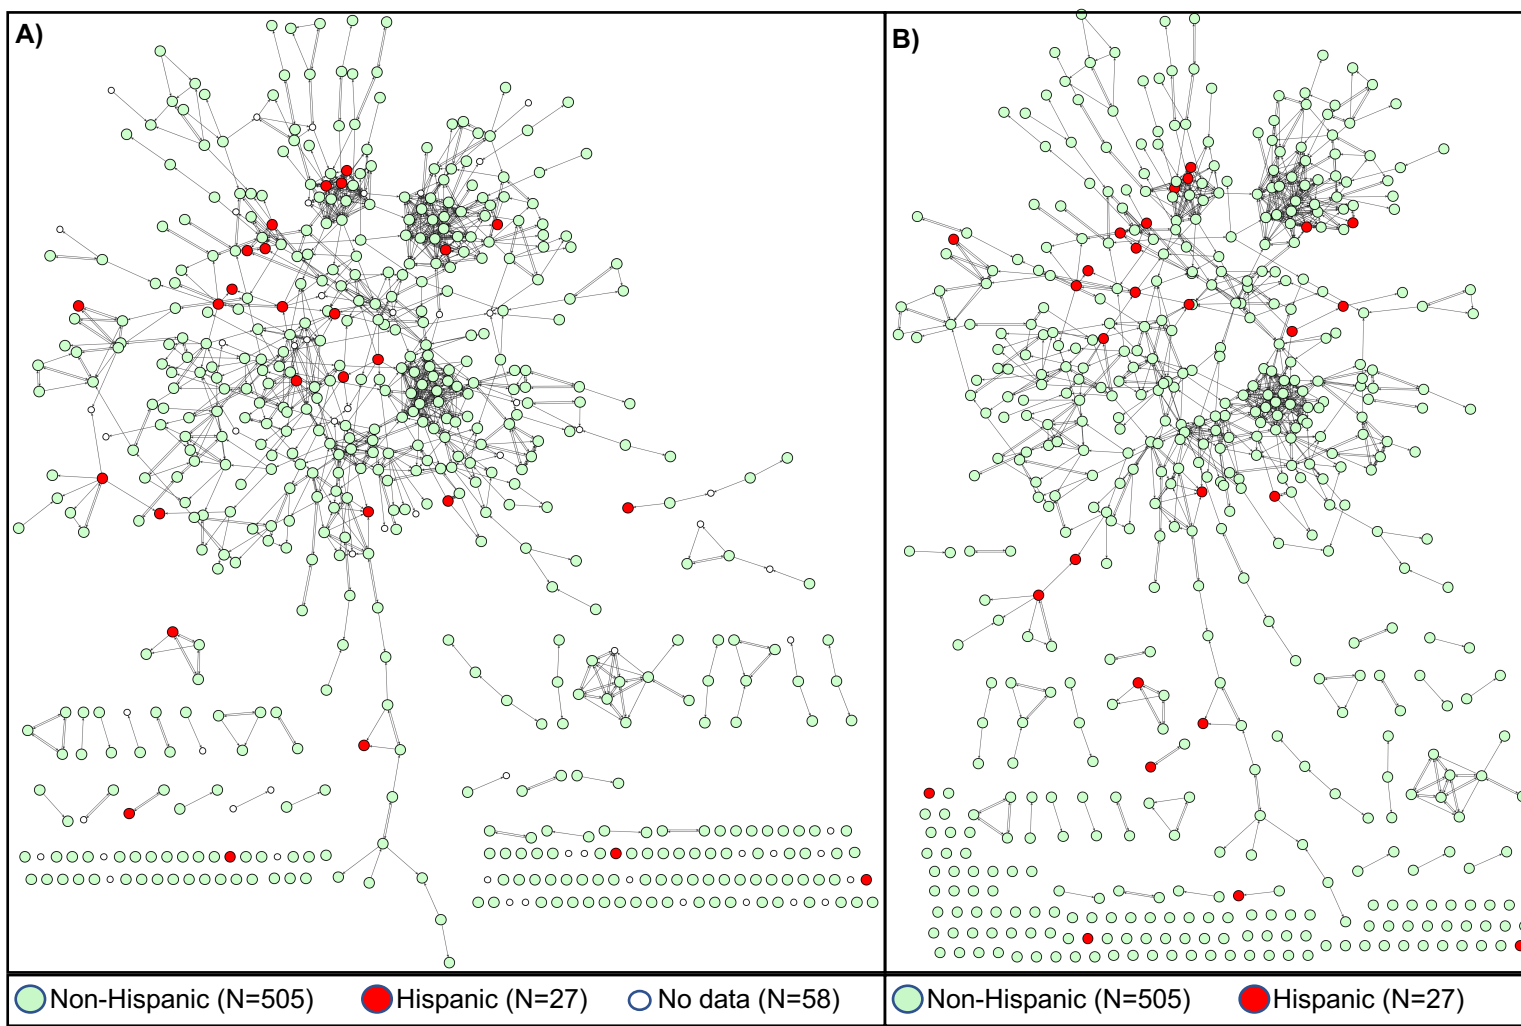 A)
B)
Non-Hispanic (N=505) Hispanic (N=27) No data (N=58)
Non-Hispanic (N=505) Hispanic (N=27)